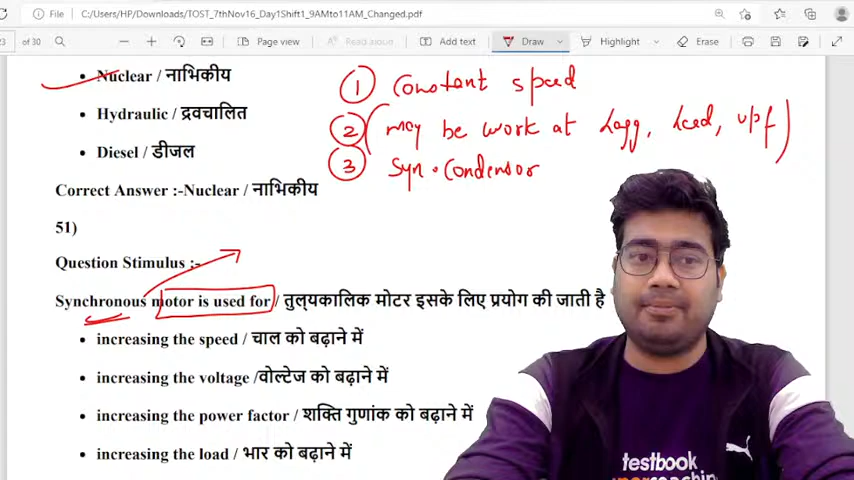 File C:/Users/HP/Downloads/TOST_7thNov16_Day1Shift1_9AMto11AM_Changed.pdf
23 of 30 Page view Read aloud Add text Draw Highlight Erase
• Nuclear / नाभिकीय
① Constant speed
• Hydraulic / द्रवचालित
② (may be work at Lagg, Lead, upf)
• Diesel / डीजल
③ Syn. Condensor
Correct Answer :-Nuclear / नाभिकीय
51)
Question Stimulus :-
Synchronous motor is used for / तुल्यकालिक मोटर इसके लिए प्रयोग की जाती है
• increasing the speed / चाल को बढ़ाने में
• increasing the voltage /वोल्टेज को बढ़ाने में
• increasing the power factor / शक्ति गुणांक को बढ़ाने में
• increasing the load / भार को बढ़ाने में
testbook